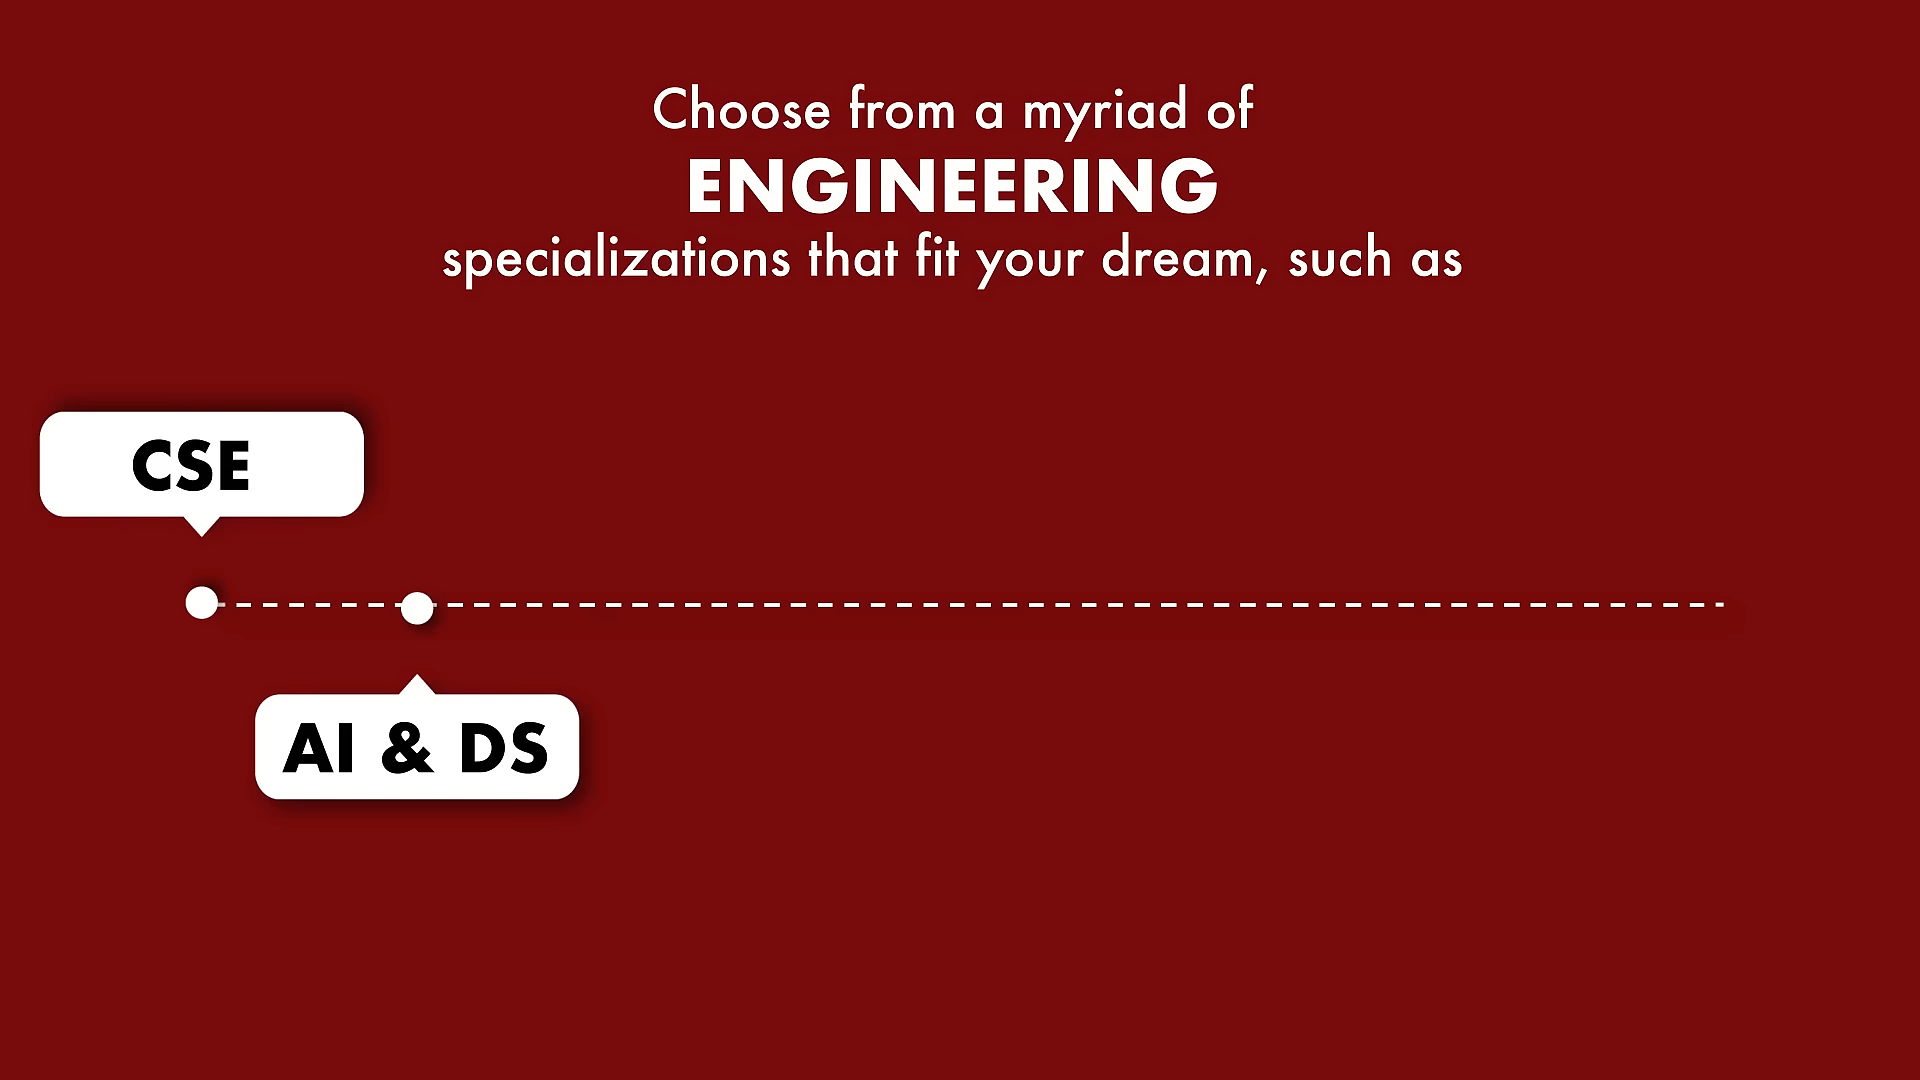 Choose from a myriad of
ENGINEERING
specializations that fit your dream, such as
CSE
AI & DS